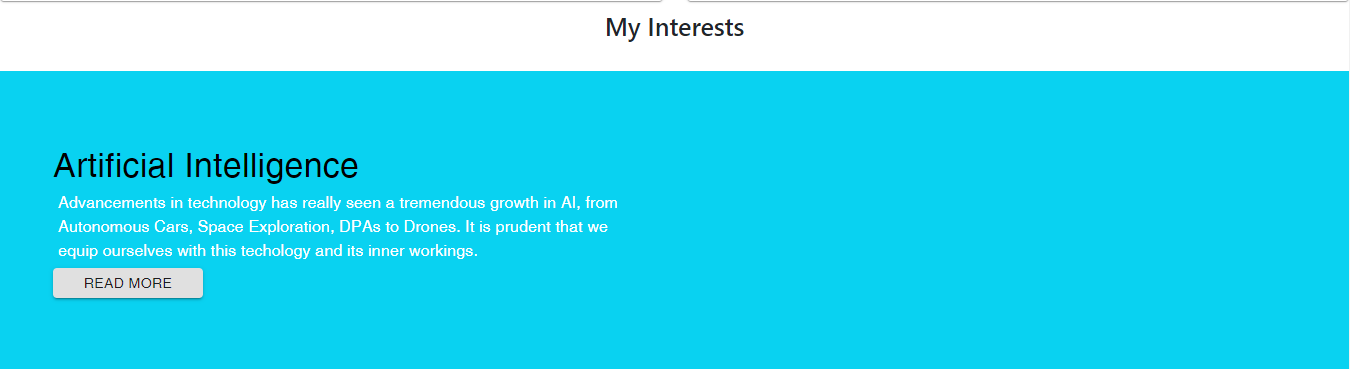 My Interests
Artificial Intelligence
Advancements in technology has really seen a tremendous growth in AI, from
Autonomous Cars, Space Exploration, DPAs to Drones. It is prudent that we
equip ourselves with this techology and its inner workings.
READ MORE